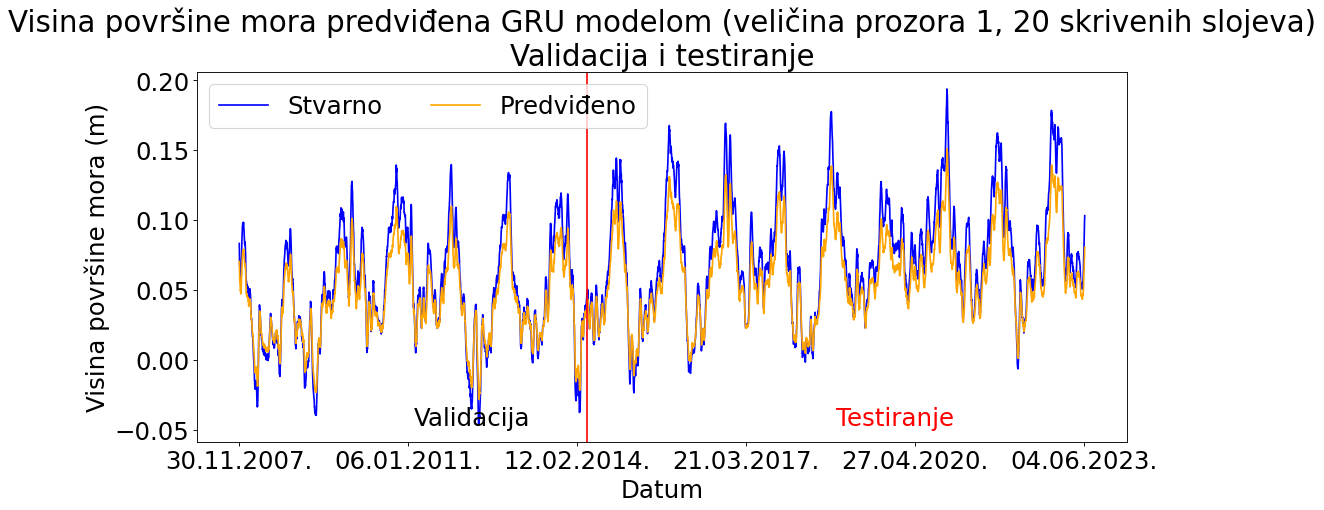 Visina površine mora predviđena GRU modelom (veličina prozora 1, 20 skrivenih slojeva)
Validacija i testiranje
Stvarno
Predviđeno
Visina površine mora (m)
0.20
0.15
0.10
0.05
0.00
−0.05
Validacija
Testiranje
30.11.2007.
06.01.2011.
12.02.2014.
21.03.2017.
27.04.2020.
04.06.2023.
Datum